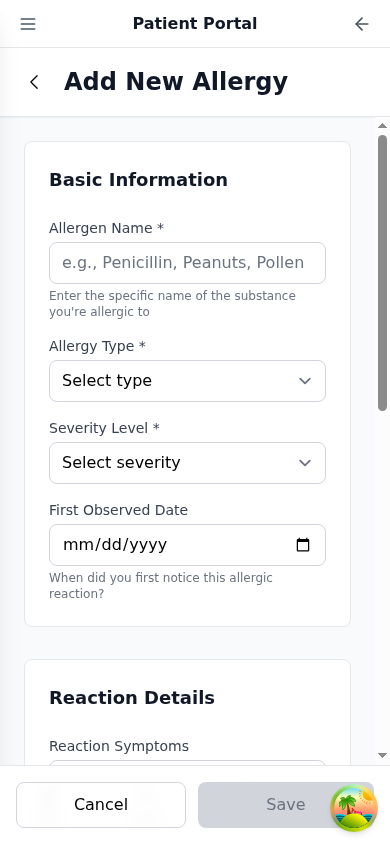 Patient Portal
Add New Allergy
Basic Information
Allergen Name *
e.g., Penicillin, Peanuts, Pollen
Enter the specific name of the substance
you're allergic to
Allergy Type *
Select type
Severity Level *
Select severity
First Observed Date
mm/dd/yyyy
When did you first notice this allergic
reaction?
Reaction Details
Reaction Symptoms
Cancel
Save